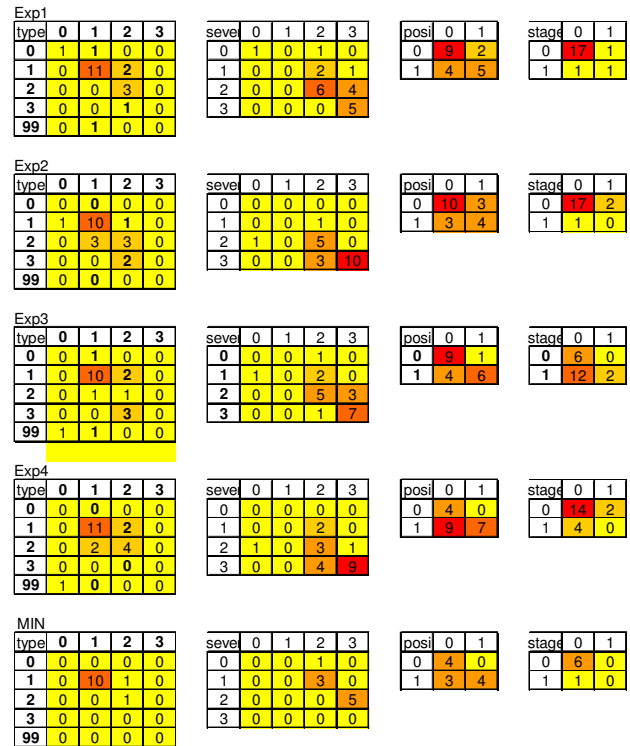 Exp1
type 0 1 2 3 sever 0 1 2 3 posi 0 1 stage 0 1
0 1 1 0 0 0 1 0 1 0 0 9 2 0 17 1
1 0 11 2 0 1 0 0 2 1 1 4 5 1 1 1
2 0 0 3 0 2 0 0 6 4
3 0 0 1 0 3 0 0 0 5
99 0 1 0 0
Exp2
type 0 1 2 3 sever 0 1 2 3 posi 0 1 stage 0 1
0 0 0 0 0 0 0 0 0 0 0 10 3 0 17 2
1 1 10 1 0 1 0 0 1 0 1 3 4 1 1 0
2 0 3 3 0 2 1 0 5 0
3 0 0 2 0 3 0 0 3 10
99 0 0 0 0
Exp3
type 0 1 2 3 sever 0 1 2 3 posi 0 1 stage 0 1
0 0 1 0 0 0 0 0 1 0 0 9 1 0 6 0
1 0 10 2 0 1 1 0 2 0 1 4 6 1 12 2
2 0 1 1 0 2 0 0 5 3
3 0 0 3 0 3 0 0 1 7
99 1 1 0 0
Exp4
type 0 1 2 3 sever 0 1 2 3 posi 0 1 stage 0 1
0 0 0 0 0 0 0 0 0 0 0 4 0 0 14 2
1 0 11 2 0 1 0 0 2 0 1 9 7 1 4 0
2 0 2 4 0 2 1 0 3 1
3 0 0 0 0 3 0 0 4 9
99 1 0 0 0
MIN
type 0 1 2 3 sever 0 1 2 3 posi 0 1 stage 0 1
0 0 0 0 0 0 0 0 1 0 0 4 0 0 6 0
1 0 10 1 0 1 0 0 3 0 1 3 4 1 1 0
2 0 0 1 0 2 0 0 0 5
3 0 0 0 0 3 0 0 0 0
99 0 0 0 0